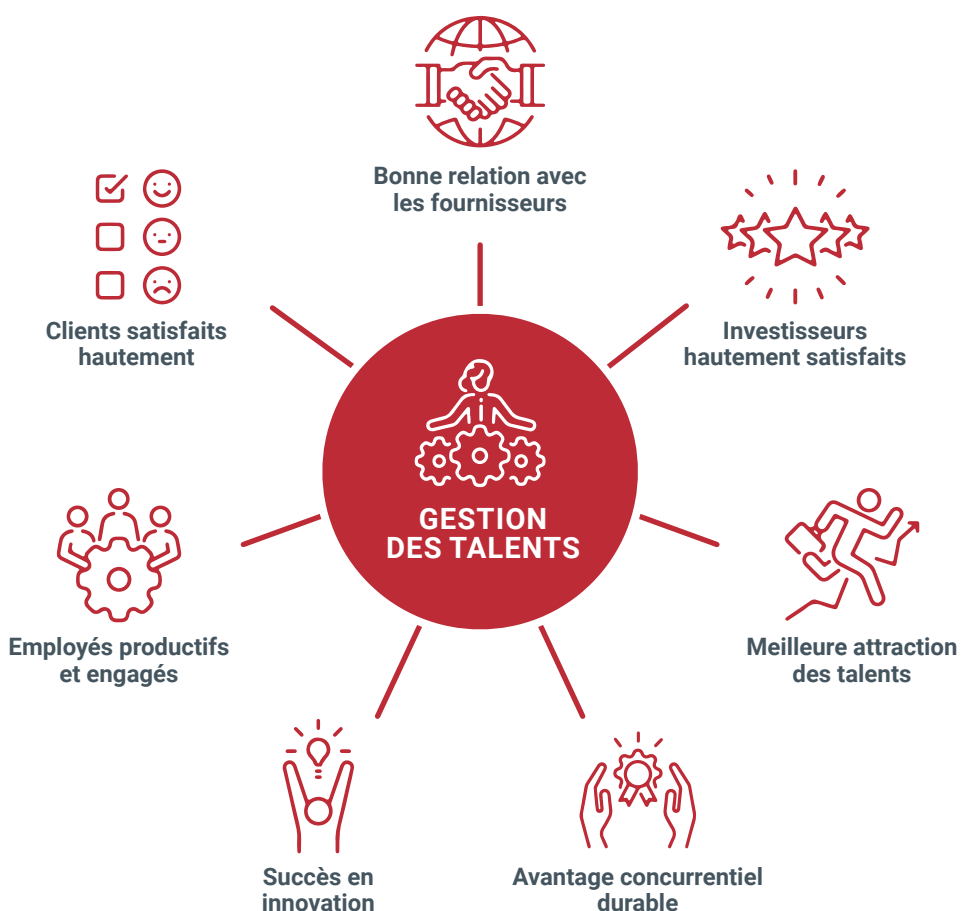 Bonne relation avec
les fournisseurs
Clients satisfaits
hautement
Investisseurs
hautement satisfaits
GESTION
DES TALENTS
Employés productifs
et engagés
Meilleure attraction
des talents
Succès en
innovation
Avantage concurrentiel
durable